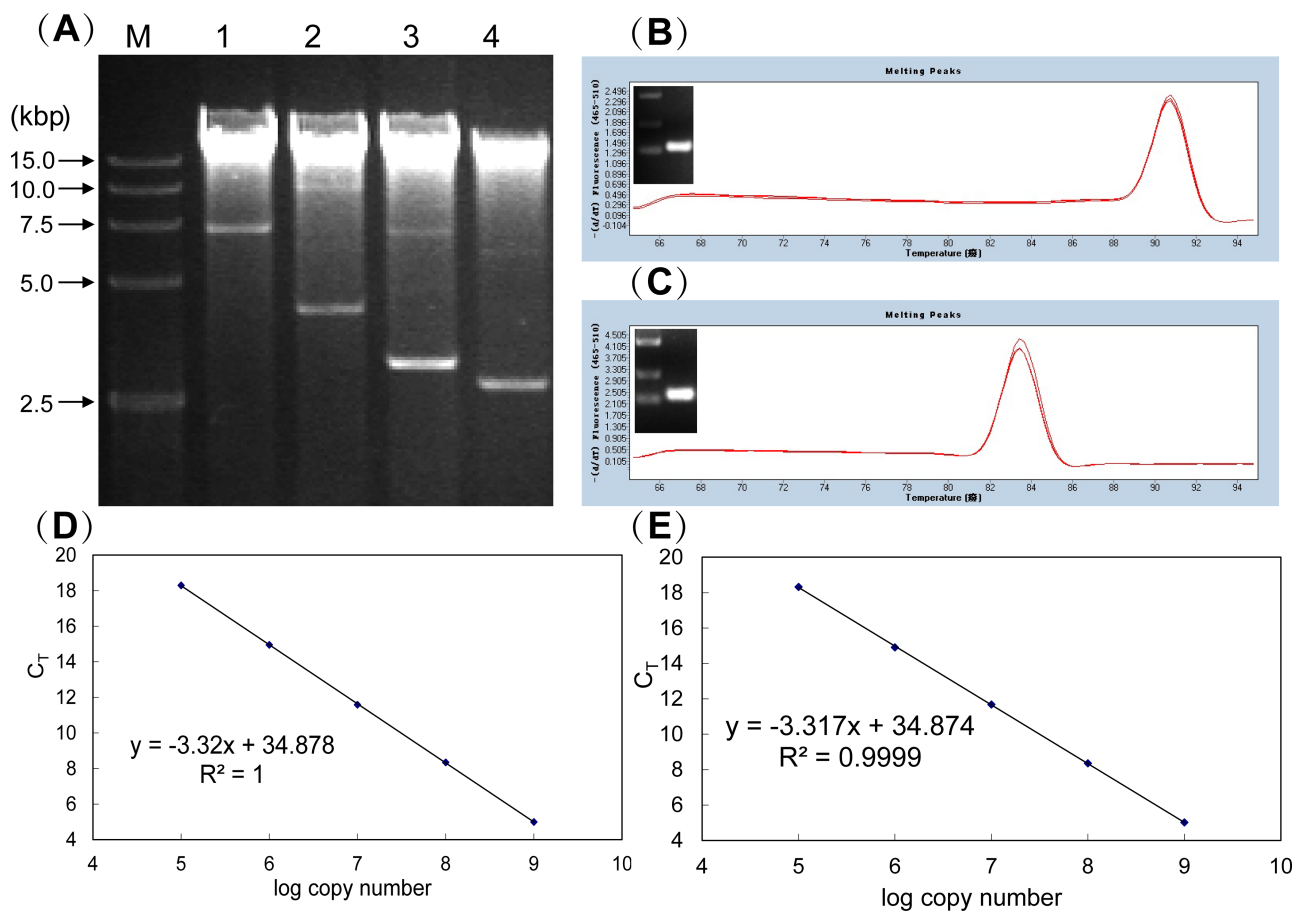 (A)
M 1 2 3 4
(kbp)
15.0
10.0
7.5
5.0
2.5
(B)
Melting Peaks
-(d/dT) Fluorescence (465-510)
2.496
2.296
2.096
1.896
1.696
1.496
1.296
1.096
0.896
0.696
0.496
0.296
0.096
-0.104
66 68 70 72 74 76 78 80 82 84 86 88 90 92 94
Temperature (癈)
(C)
Melting Peaks
-(d/dT) Fluorescence (465-510)
4.505
4.105
3.705
3.305
2.905
2.505
2.105
1.705
1.305
0.905
0.505
0.105
66 68 70 72 74 76 78 80 82 84 86 88 90 92 94
Temperature (癈)
(D)
20
18
16
14
12
10
8
6
4
CT
y = -3.32x + 34.878
R² = 1
4 5 6 7 8 9 10
log copy number
(E)
20
18
16
14
12
10
8
6
4
CT
y = -3.317x + 34.874
R² = 0.9999
4 5 6 7 8 9 10
log copy number